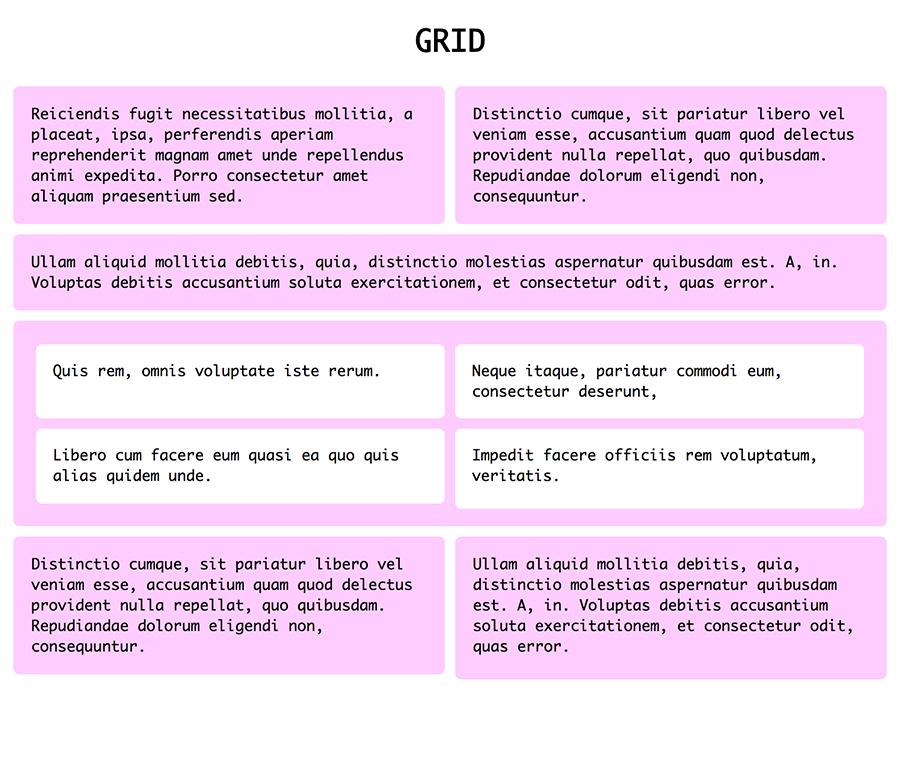 GRID
Reiciendis fugit necessitatibus mollitia, a
placeat, ipsa, perferendis aperiam
reprehenderit magnam amet unde repellendus
animi expedita. Porro consectetur amet
aliquam praesentium sed.
Distinctio cumque, sit pariatur libero vel
veniam esse, accusantium quam quod delectus
provident nulla repellat, quo quibusdam.
Repudiandae dolorum eligendi non,
consequuntur.
Ullam aliquid mollitia debitis, quia, distinctio molestias aspernatur quibusdam est. A, in.
Voluptas debitis accusantium soluta exercitationem, et consectetur odit, quas error.
Quis rem, omnis voluptate iste rerum.
Neque itaque, pariatur commodi eum,
consectetur deserunt,
Libero cum facere eum quasi ea quo quis
alias quidem unde.
Impedit facere officiis rem voluptatum,
veritatis.
Distinctio cumque, sit pariatur libero vel
veniam esse, accusantium quam quod delectus
provident nulla repellat, quo quibusdam.
Repudiandae dolorum eligendi non,
consequuntur.
Ullam aliquid mollitia debitis, quia,
distinctio molestias aspernatur quibusdam
est. A, in. Voluptas debitis accusantium
soluta exercitationem, et consectetur odit,
quas error.